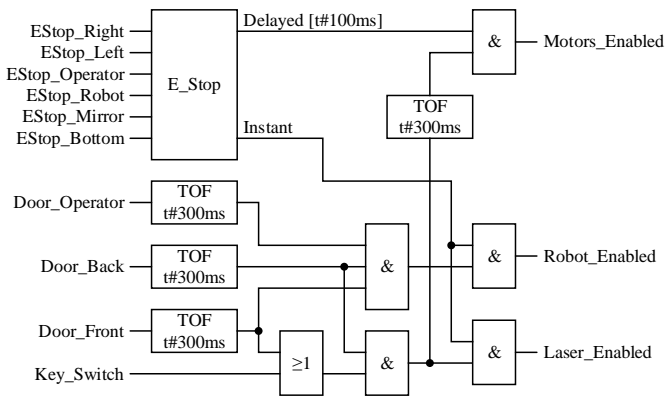 EStop_Right
EStop_Left
EStop_Operator
EStop_Robot
EStop_Mirror
EStop_Bottom
E_Stop
Delayed [t#100ms]
Instant
&
Motors_Enabled
TOF
t#300ms
Door_Operator
TOF
t#300ms
Door_Back
TOF
t#300ms
&
&
Robot_Enabled
Door_Front
TOF
t#300ms
Key_Switch
≥1
&
&
Laser_Enabled